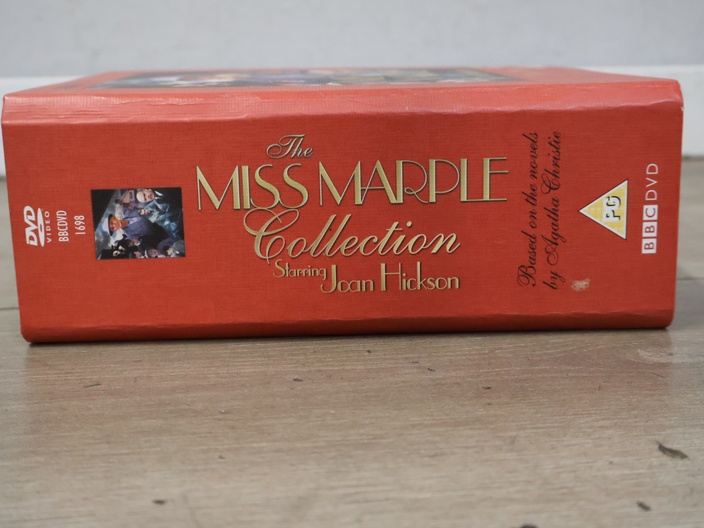 DVD
VIDEO
BBCDVD
1698
The
MISS MARPLE
Collection
Starring Joan Hickson
Based on the novels
by Agatha Christie
PG
BBC DVD